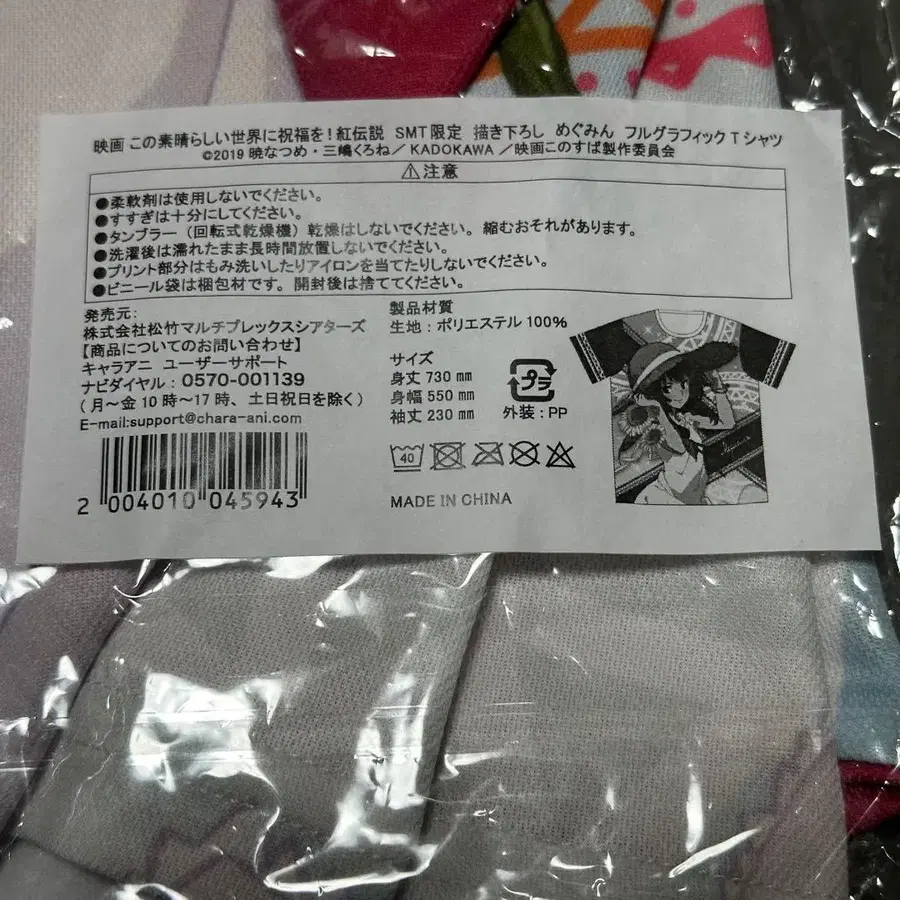 映画 この素晴らしい世界に祝福を！紅伝説 SMT限定 描き下ろし めぐみん フルグラフィックTシャツ
©2019 暁なつめ・三嶋くろね／KADOKAWA／映画このすば製作委員会
⚠注意
●柔軟剤は使用しないでください。
●すすぎは十分にしてください。
●タンブラー（回転式乾燥機）乾燥はしないでください。縮むおそれがあります。
●洗濯後は濡れたまま長時間放置しないでください。
●プリント部分はもみ洗いしたりアイロンを当てたりしないでください。
●ビニール袋は梱包材です。開封後は捨ててください。
発売元：
株式会社松竹マルチプレックスシアターズ
【商品についてのお問い合わせ】
キャラアニ ユーザーサポート
ナビダイヤル：0570-001139
(月～金10時～17時、土日祝日を除く)
E-mail:support@chara-ani.com
2 004010 045943
製品材質
生地：ポリエステル100％
サイズ
身丈 730 mm
身幅 550 mm
袖丈 230 mm
プラ
外装：PP
40
MADE IN CHINA